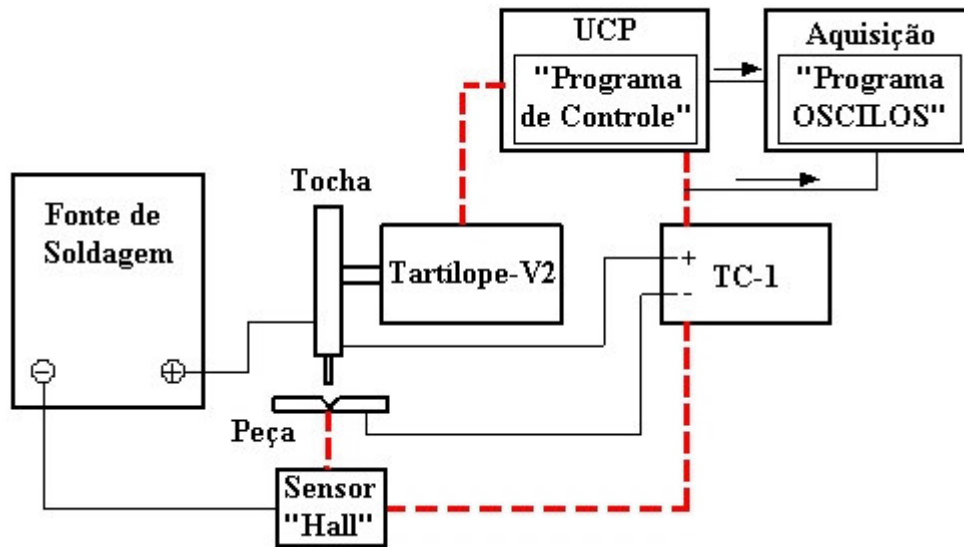 UCP
"Programa
de Controle"
Aquisição
"Programa
OSCILOS"
Tocha
Fonte de
Soldagem
Tartílope-V2
+
-
TC-1
-
+
Peça
Sensor
"Hall"